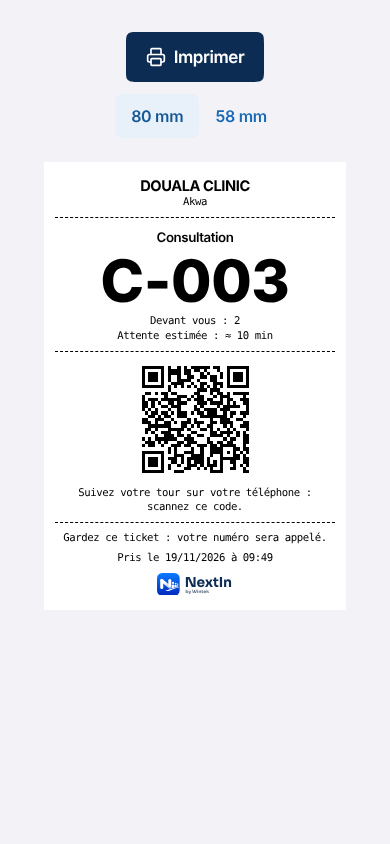 Imprimer
80 mm 58 mm
DOUALA CLINIC
Akwa
Consultation
C-003
Devant vous : 2
Attente estimée : ≈ 10 min
Suivez votre tour sur votre téléphone :
scannez ce code.
Gardez ce ticket : votre numéro sera appelé.
Pris le 19/11/2026 à 09:49
NextIn
by Wintek